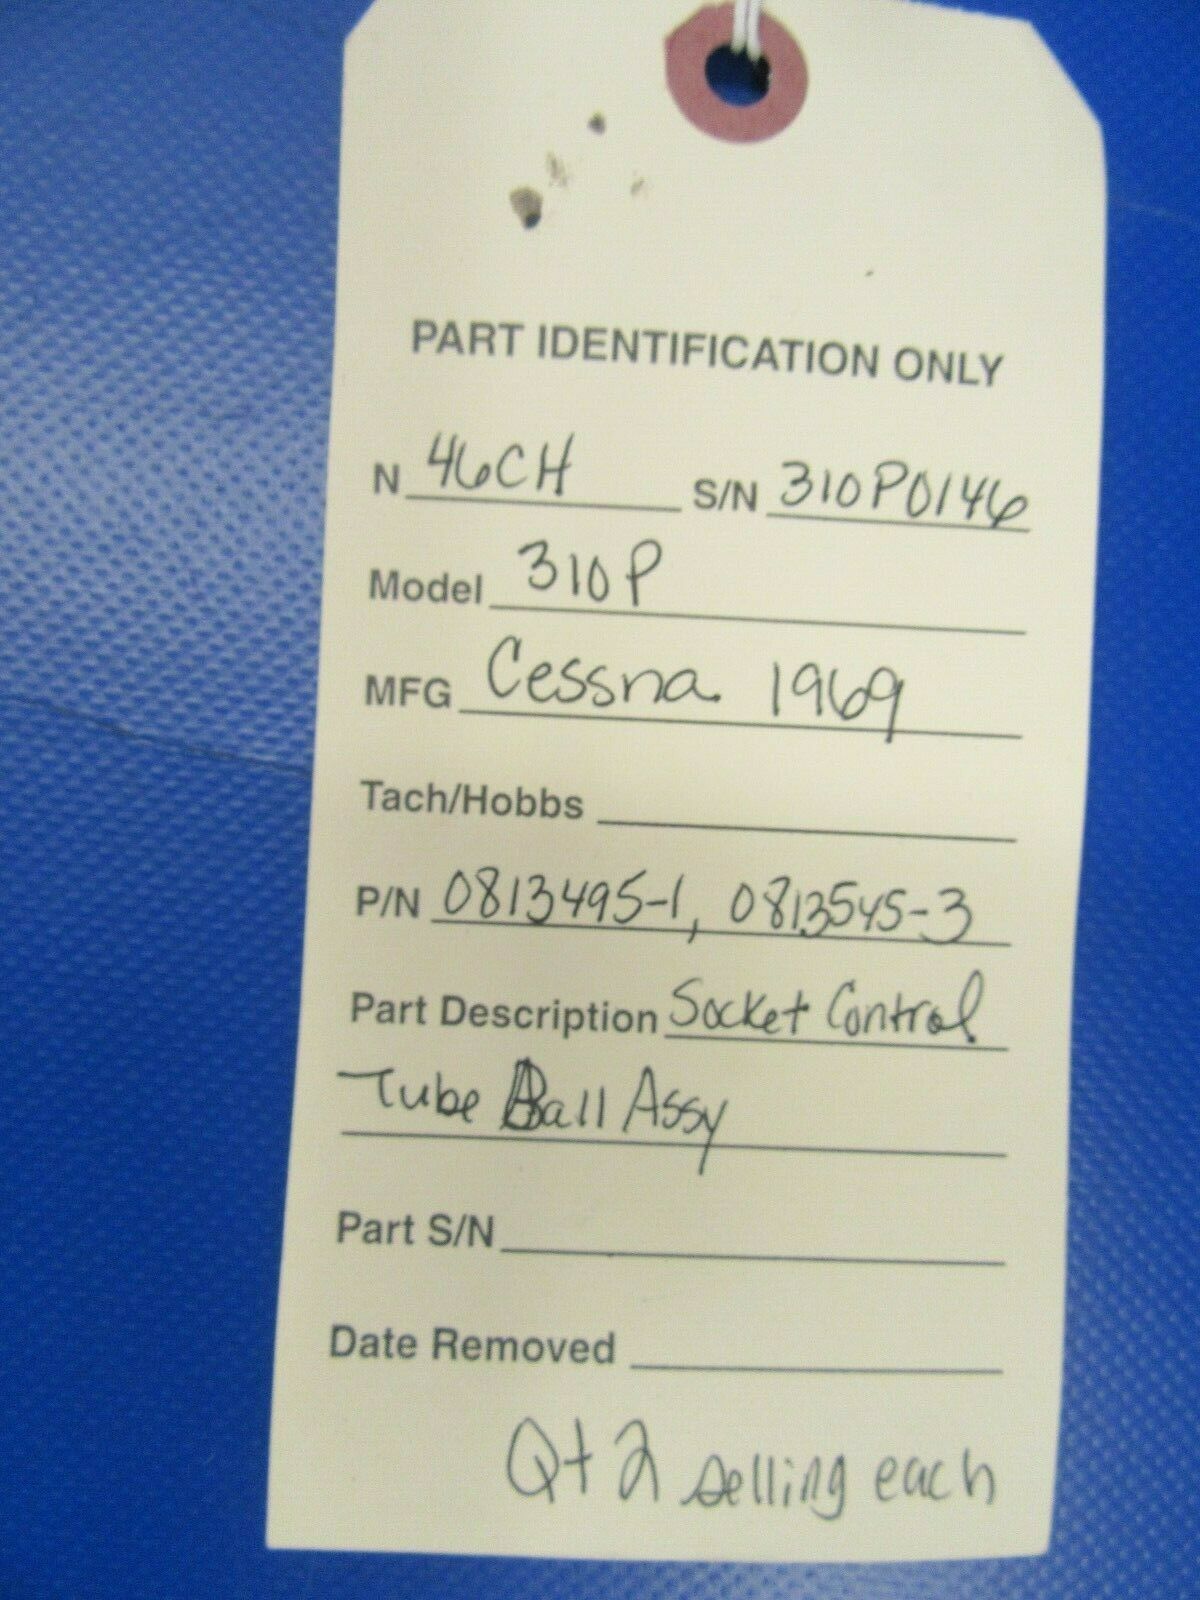 PART IDENTIFICATION ONLY
N 46CH S/N 310P0146
Model 310P
MFG Cessna 1969
Tach/Hobbs
P/N 0813495-1, 0813545-3
Part Description Socket Control
Tube Ball Assy
Part S/N
Date Removed
Qt 2 selling each